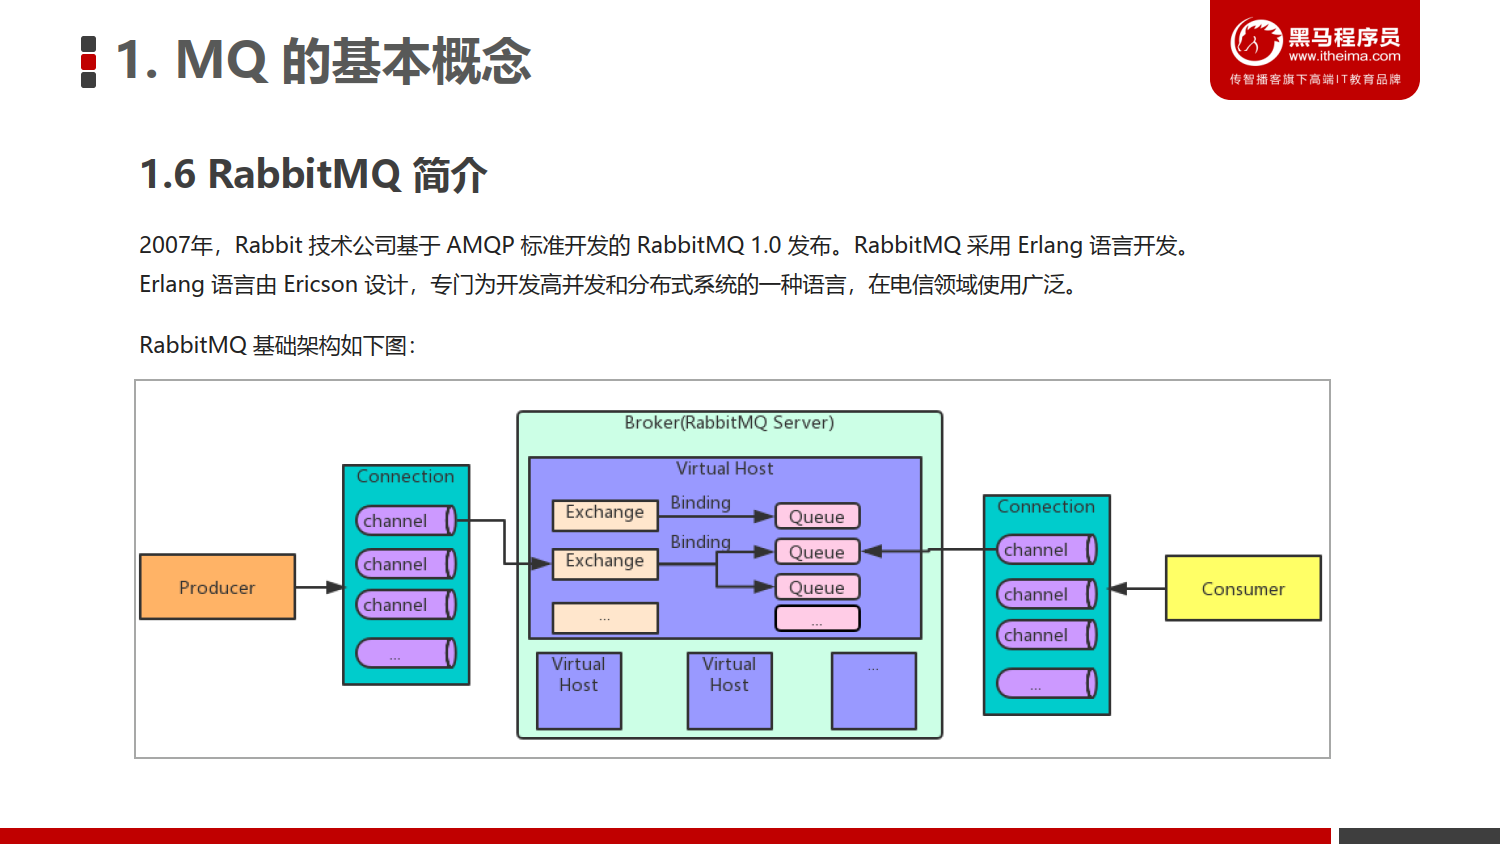 1. MQ 的基本概念
黑马程序员
www.itheima.com
传智播客旗下高端IT教育品牌
1.6 RabbitMQ 简介
2007年，Rabbit 技术公司基于 AMQP 标准开发的 RabbitMQ 1.0 发布。RabbitMQ 采用 Erlang 语言开发。
Erlang 语言由 Ericson 设计，专门为开发高并发和分布式系统的一种语言，在电信领域使用广泛。
RabbitMQ 基础架构如下图：
Producer
Connection
channel
channel
channel
...
Broker(RabbitMQ Server)
Virtual Host
Exchange
Binding
Queue
Exchange
Binding
Queue
Queue
...
...
Virtual
Host
Virtual
Host
...
Connection
channel
channel
channel
...
Consumer